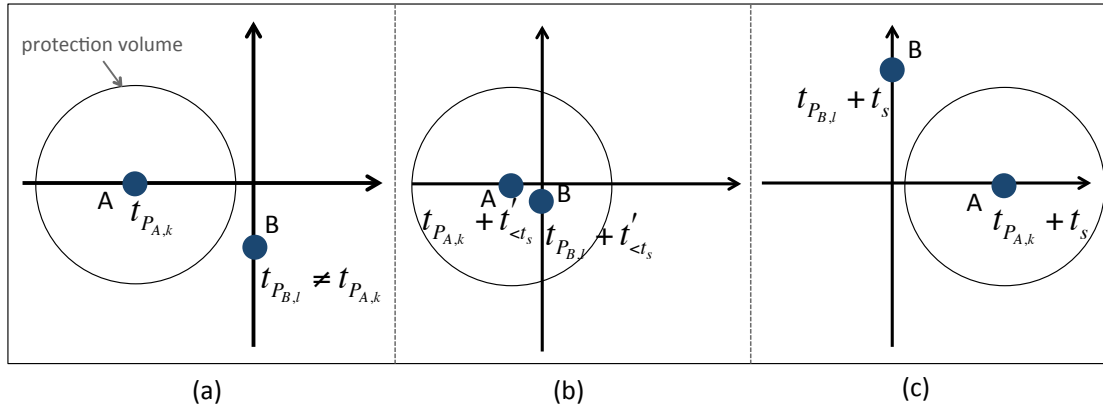 protection volume
A
t_{P_{A,k}}
B
t_{P_{B,l}} ≠ t_{P_{A,k}}
A
B
t_{P_{A,k}} + t'_{<t_s}
t_{P_{B,l}} + t'_{<t_s}
B
t_{P_{B,l}} + t_s
A
t_{P_{A,k}} + t_s
(a)
(b)
(c)